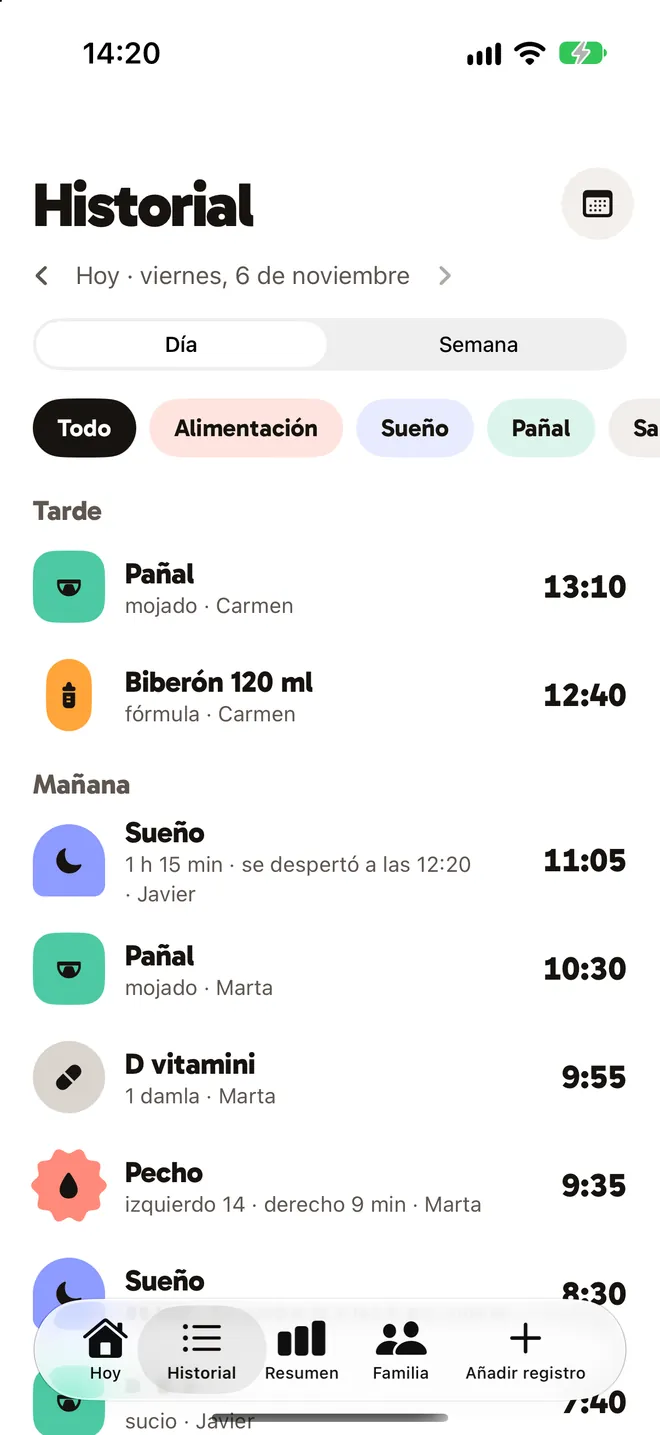 14:20
Historial
Hoy · viernes, 6 de noviembre
Día
Semana
Todo
Alimentación
Sueño
Pañal
Sa
Tarde
Pañal
mojado · Carmen
13:10
Biberón 120 ml
fórmula · Carmen
12:40
Mañana
Sueño
1 h 15 min · se despertó a las 12:20
· Javier
11:05
Pañal
mojado · Marta
10:30
D vitamini
1 damla · Marta
9:55
Pecho
izquierdo 14 · derecho 9 min · Marta
9:35
Sueño
8:30
7:40
sucio · Javier
Hoy
Historial
Resumen
Familia
Añadir registro